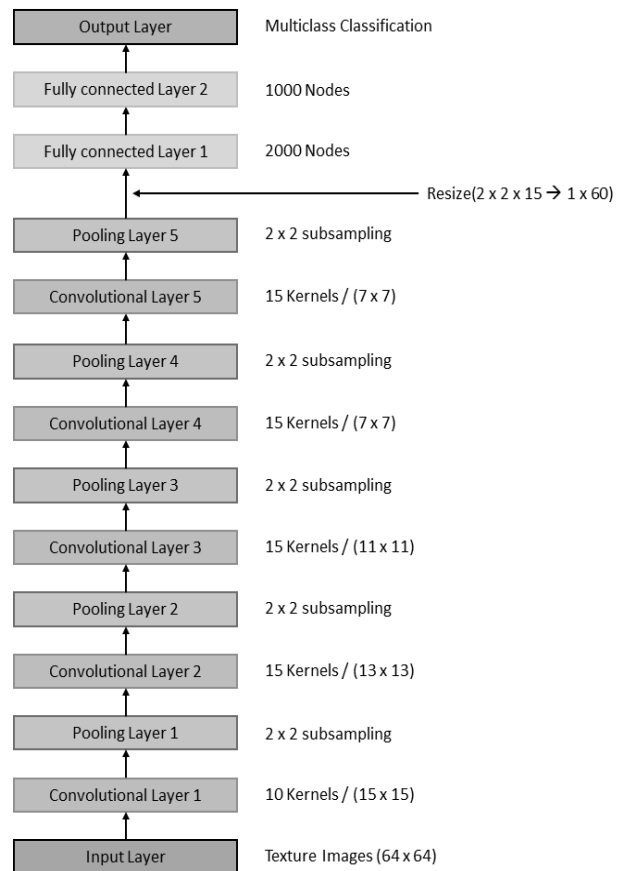 Output Layer Multiclass Classification
Fully connected Layer 2 1000 Nodes
Fully connected Layer 1 2000 Nodes
Resize(2 x 2 x 15 → 1 x 60)
Pooling Layer 5 2 x 2 subsampling
Convolutional Layer 5 15 Kernels / (7 x 7)
Pooling Layer 4 2 x 2 subsampling
Convolutional Layer 4 15 Kernels / (7 x 7)
Pooling Layer 3 2 x 2 subsampling
Convolutional Layer 3 15 Kernels / (11 x 11)
Pooling Layer 2 2 x 2 subsampling
Convolutional Layer 2 15 Kernels / (13 x 13)
Pooling Layer 1 2 x 2 subsampling
Convolutional Layer 1 10 Kernels / (15 x 15)
Input Layer Texture Images (64 x 64)